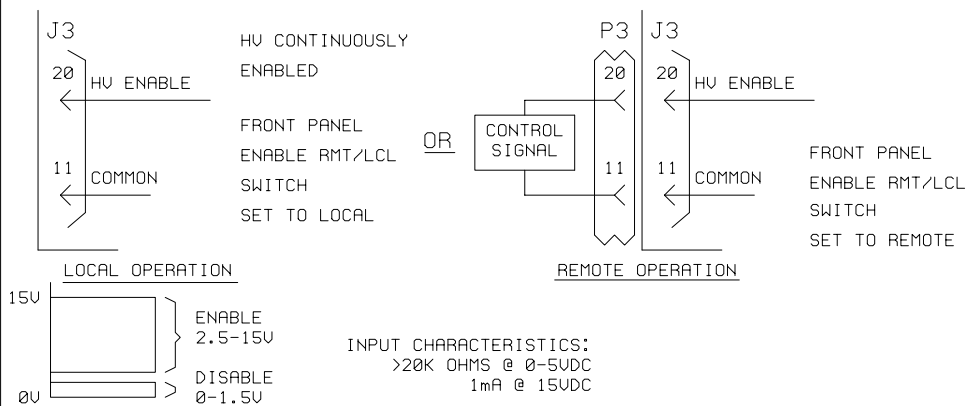 J3
20
HV ENABLE
11
COMMON
HV CONTINUOUSLY
ENABLED
FRONT PANEL
ENABLE RMT/LCL
SWITCH
SET TO LOCAL
LOCAL OPERATION
OR
CONTROL
SIGNAL
P3
20
11
J3
20
HV ENABLE
11
COMMON
FRONT PANEL
ENABLE RMT/LCL
SWITCH
SET TO REMOTE
REMOTE OPERATION
15V
0V
ENABLE
2.5-15V
DISABLE
0-1.5V
INPUT CHARACTERISTICS:
>20K OHMS @ 0-5VDC
1mA @ 15VDC